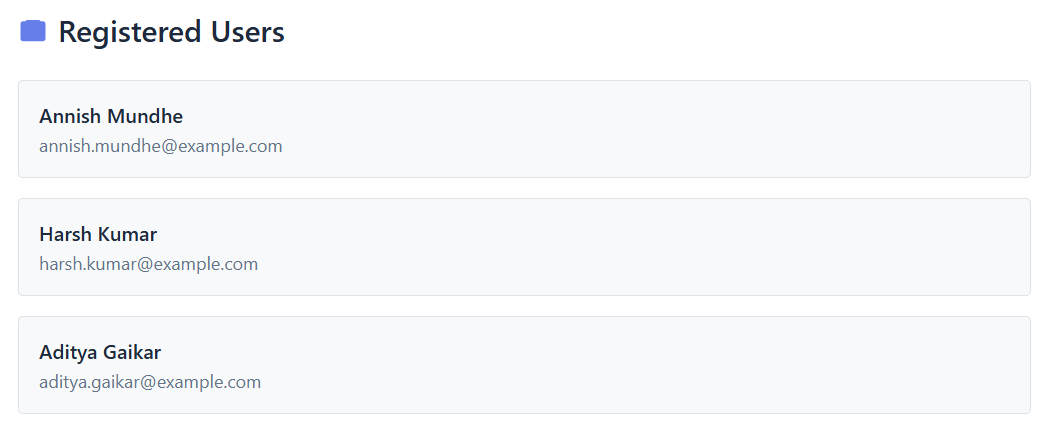 Registered Users
Annish Mundhe
annish.mundhe@example.com
Harsh Kumar
harsh.kumar@example.com
Aditya Gaikar
aditya.gaikar@example.com